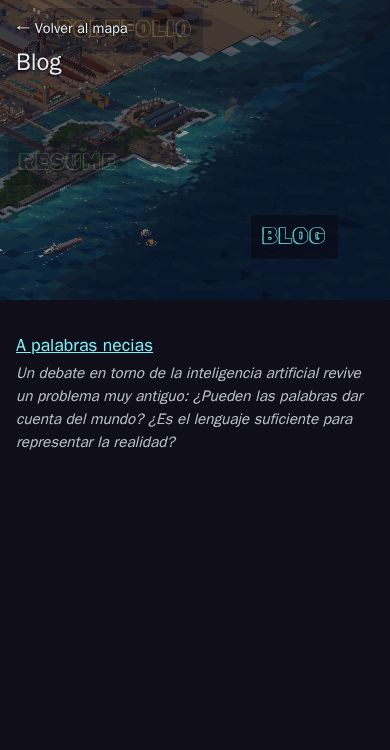 PORTFOLIO
← Volver al mapa
Blog
RESUME
BLOG
A palabras necias
Un debate en torno de la inteligencia artificial revive
un problema muy antiguo: ¿Pueden las palabras dar
cuenta del mundo? ¿Es el lenguaje suficiente para
representar la realidad?